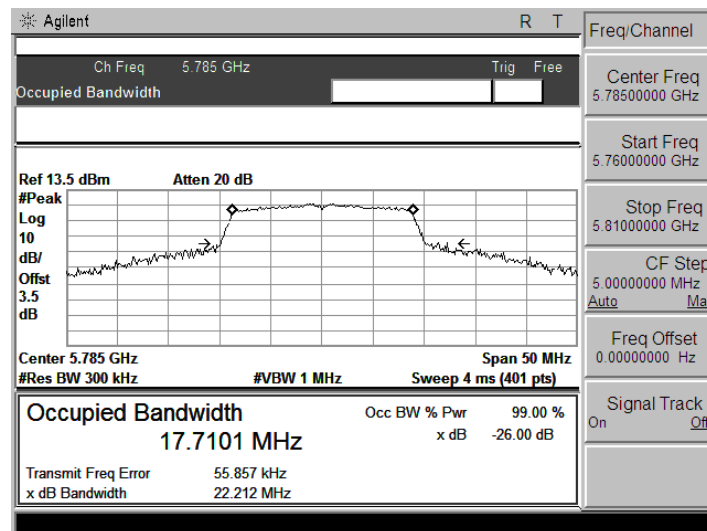 Agilent R T
Ch Freq 5.785 GHz Trig Free
Occupied Bandwidth
Ref 13.5 dBm Atten 20 dB
#Peak
Log
10
dB/
Offst
3.5
dB
Center 5.785 GHz Span 50 MHz
#Res BW 300 kHz #VBW 1 MHz Sweep 4 ms (401 pts)
Occupied Bandwidth Occ BW % Pwr 99.00 %
17.7101 MHz x dB -26.00 dB
Transmit Freq Error 55.857 kHz
x dB Bandwidth 22.212 MHz
Freq/Channel
Center Freq
5.78500000 GHz
Start Freq
5.76000000 GHz
Stop Freq
5.81000000 GHz
CF Step
5.00000000 MHz
Auto Ma
Freq Offset
0.00000000 Hz
Signal Track
On Off